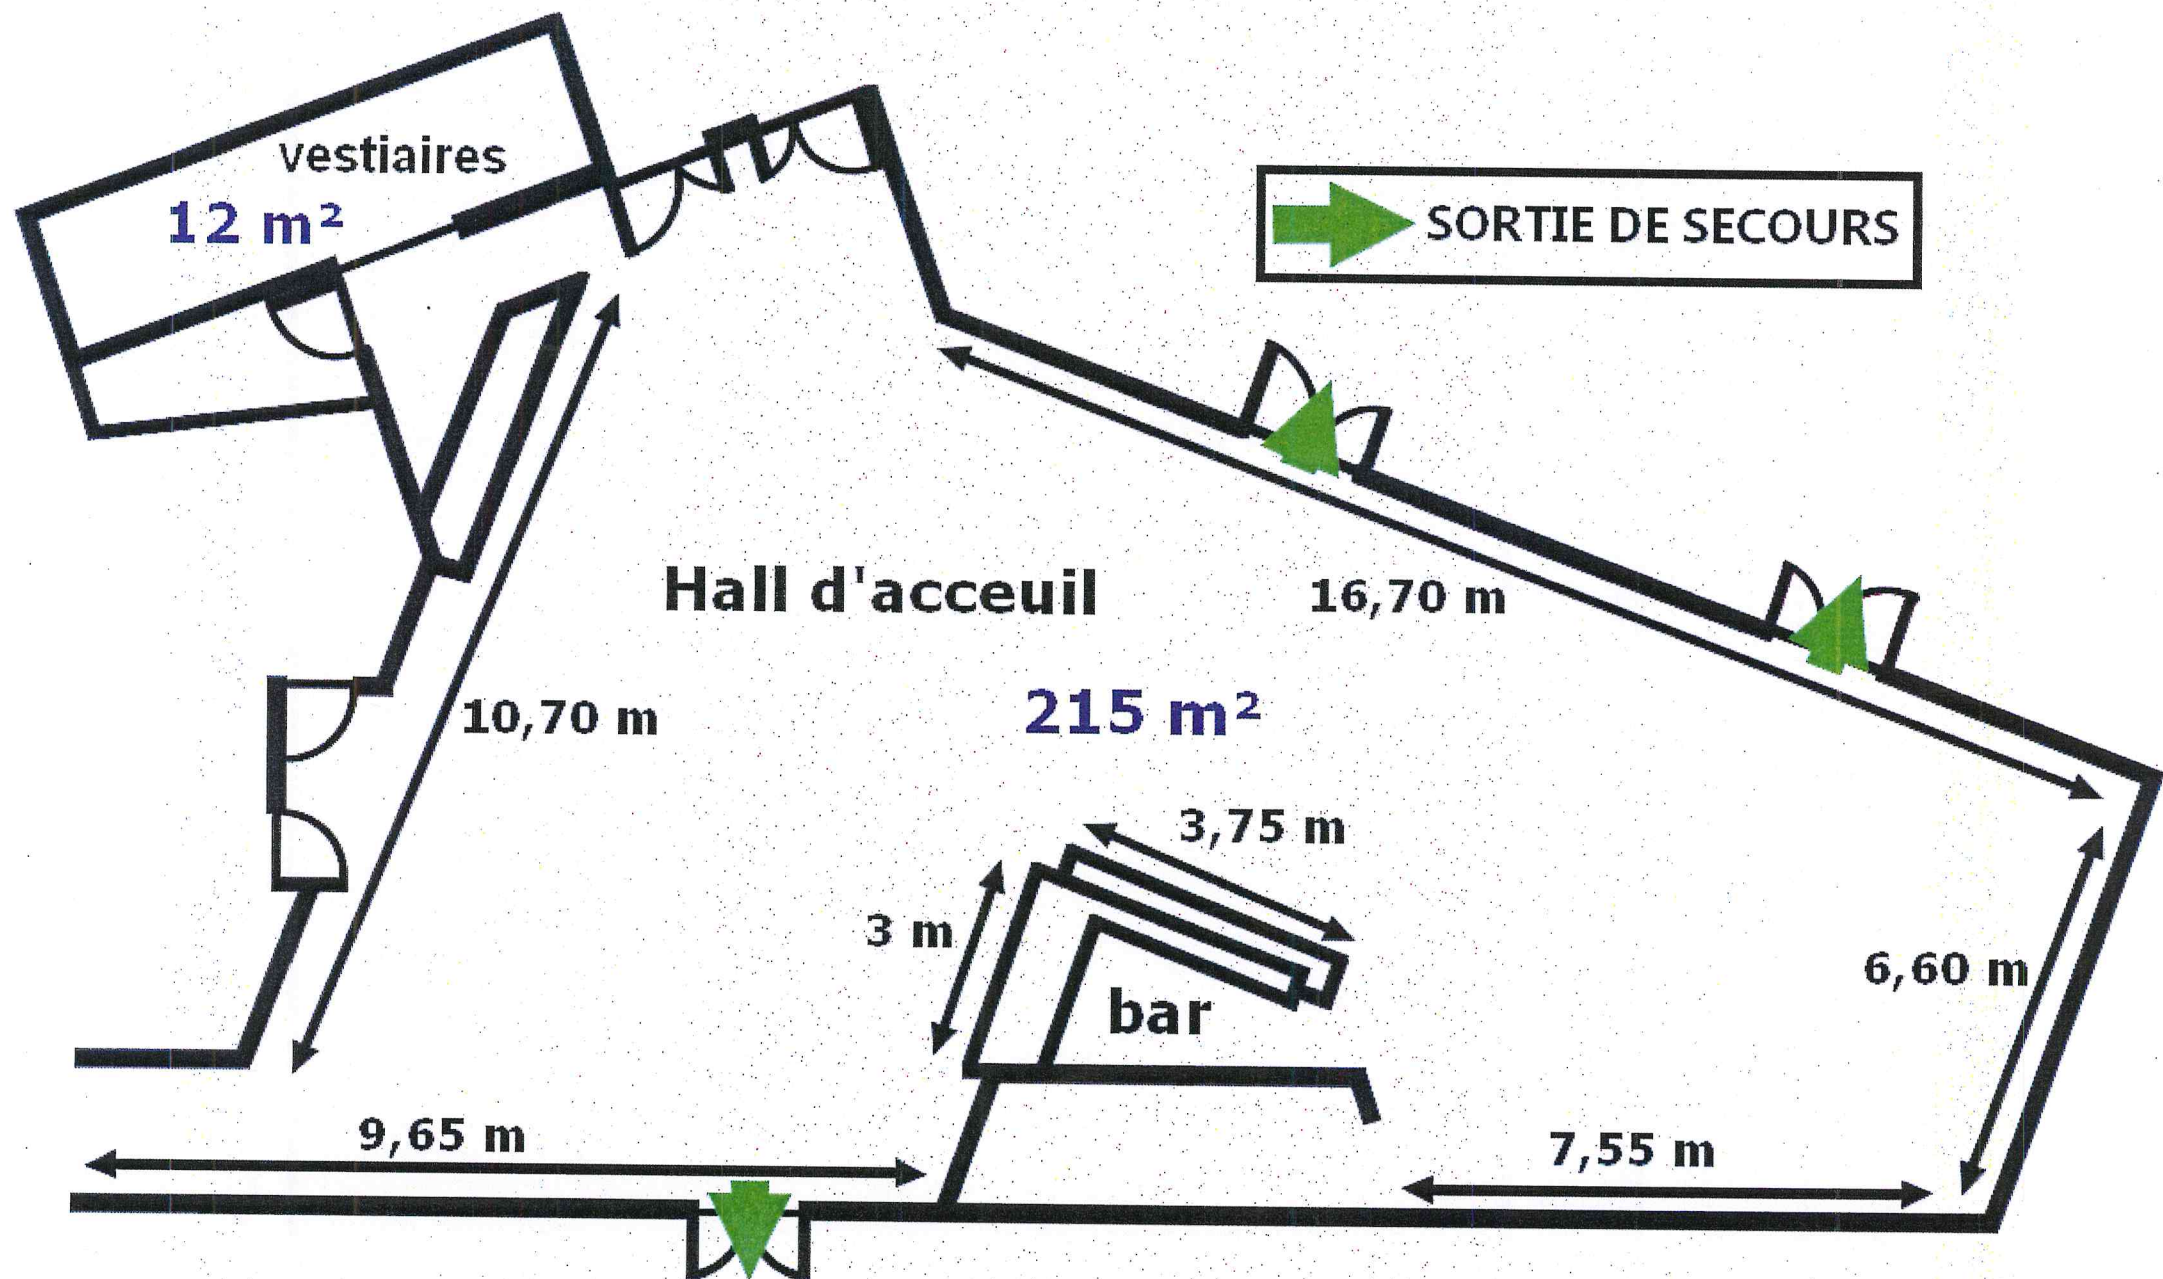 vestiaires
12 m²
SORTIE DE SECOURS
Hall d'acceuil
16,70 m
215 m²
10,70 m
3,75 m
3 m
6,60 m
bar
9,65 m
7,55 m